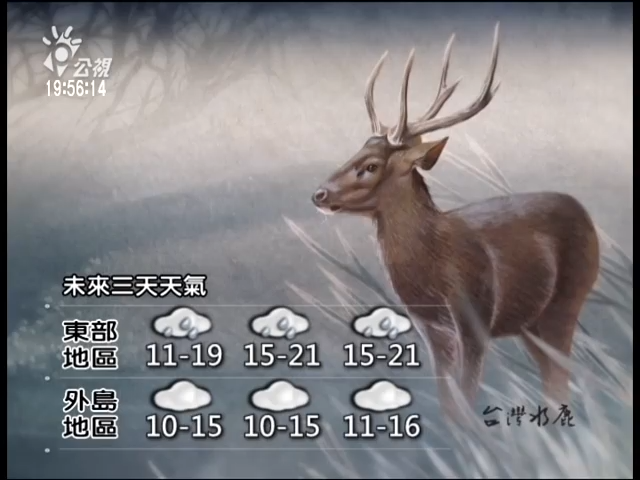 公視
19:56:14
未來三天天氣
東部
地區
11-19 15-21 15-21
外島
地區
10-15 10-15 11-16
台灣水鹿